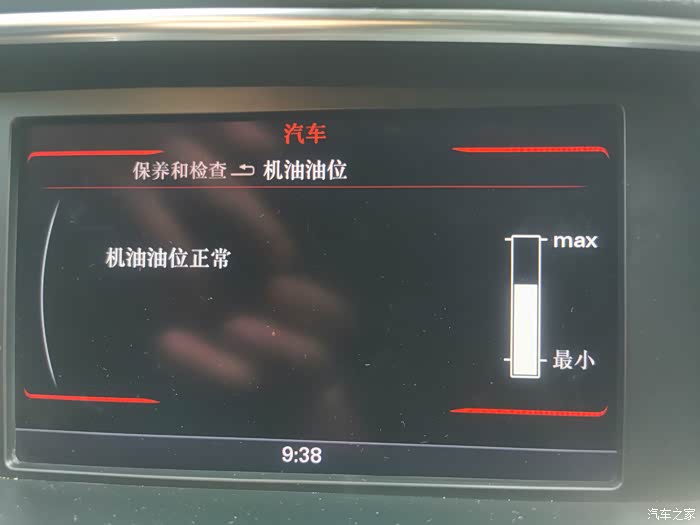 汽车
保养和检查 机油油位
机油油位正常
max
最小
9:38
汽车之家